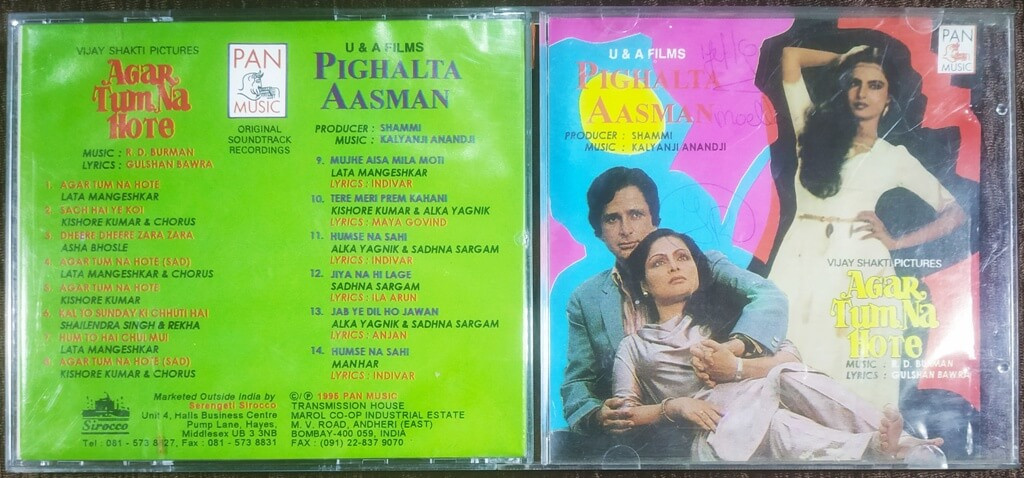 VIJAY SHAKTI PICTURES
AGAR
TUM NA
HOTE
MUSIC : R. D. BURMAN
LYRICS : GULSHAN BAWRA
1. AGAR TUM NA HOTE
LATA MANGESHKAR
2. SACH HAI YE KOI
KISHORE KUMAR & CHORUS
3. DHEERE DHEERE ZARA ZARA
ASHA BHOSLE
4. AGAR TUM NA HOTE (SAD)
LATA MANGESHKAR & CHORUS
5. AGAR TUM NA HOTE
KISHORE KUMAR
6. KAL TO SUNDAY KI CHHUTI HAI
SHAILENDRA SINGH & REKHA
7. HUM TO HAI CHUI MUI
LATA MANGESHKAR
8. AGAR TUM NA HOTE (SAD)
KISHORE KUMAR & CHORUS
PAN
MUSIC
ORIGINAL
SOUNDTRACK
RECORDINGS
U & A FILMS
PIGHALTA
AASMAN
PRODUCER : SHAMMI
MUSIC : KALYANJI ANANDJI
9. MUJHE AISA MILA MOTI
LATA MANGESHKAR
LYRICS : INDIVAR
10. TERE MERI PREM KAHANI
KISHORE KUMAR & ALKA YAGNIK
LYRICS : MAYA GOVIND
11. HUMSE NA SAHI
ALKA YAGNIK & SADHNA SARGAM
LYRICS : INDIVAR
12. JIYA NA HI LAGE
SADHNA SARGAM
LYRICS : ILA ARUN
13. JAB YE DIL HO JAWAN
ALKA YAGNIK & SADHNA SARGAM
LYRICS : ANJAN
14. HUMSE NA SAHI
MANHAR
LYRICS : INDIVAR
Sirocco
Marketed Outside India by
Serengeti Sirocco
Unit 4, Halls Business Centre
Pump Lane, Hayes,
Middlesex UB 3 3NB
Tel : 081 - 573 8 27, Fax : 081 - 573 8831
©/℗ 1995 PAN MUSIC
TRANSMISSION HOUSE
MAROL CO-OP INDUSTRIAL ESTATE
M. V. ROAD, ANDHERI (EAST)
BOMBAY-400 059, INDIA
FAX : (091) 22-837 9070
U & A FILMS
PIGHALTA
AASMAN
PRODUCER : SHAMMI
MUSIC : KALYANJI ANANDJI
PAN
MUSIC
VIJAY SHAKTI PICTURES
AGAR
TUM NA
HOTE
MUSIC : R. D. BURMAN
LYRICS : GULSHAN BAWRA